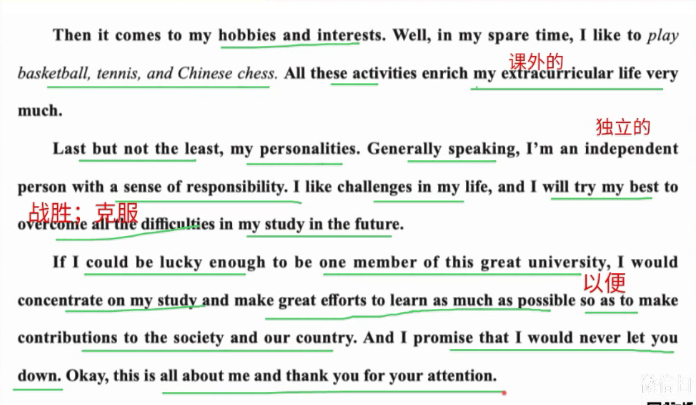 Then it comes to my hobbies and interests. Well, in my spare time, I like to play
课外的
basketball, tennis, and Chinese chess. All these activities enrich my extracurricular life very
much.
独立的
Last but not the least, my personalities. Generally speaking, I'm an independent
person with a sense of responsibility. I like challenges in my life, and I will try my best to
战胜；克服
overcome all the difficulties in my study in the future.
If I could be lucky enough to be one member of this great university, I would
以便
concentrate on my study and make great efforts to learn as much as possible so as to make
contributions to the society and our country. And I promise that I would never let you
down. Okay, this is all about me and thank you for your attention.